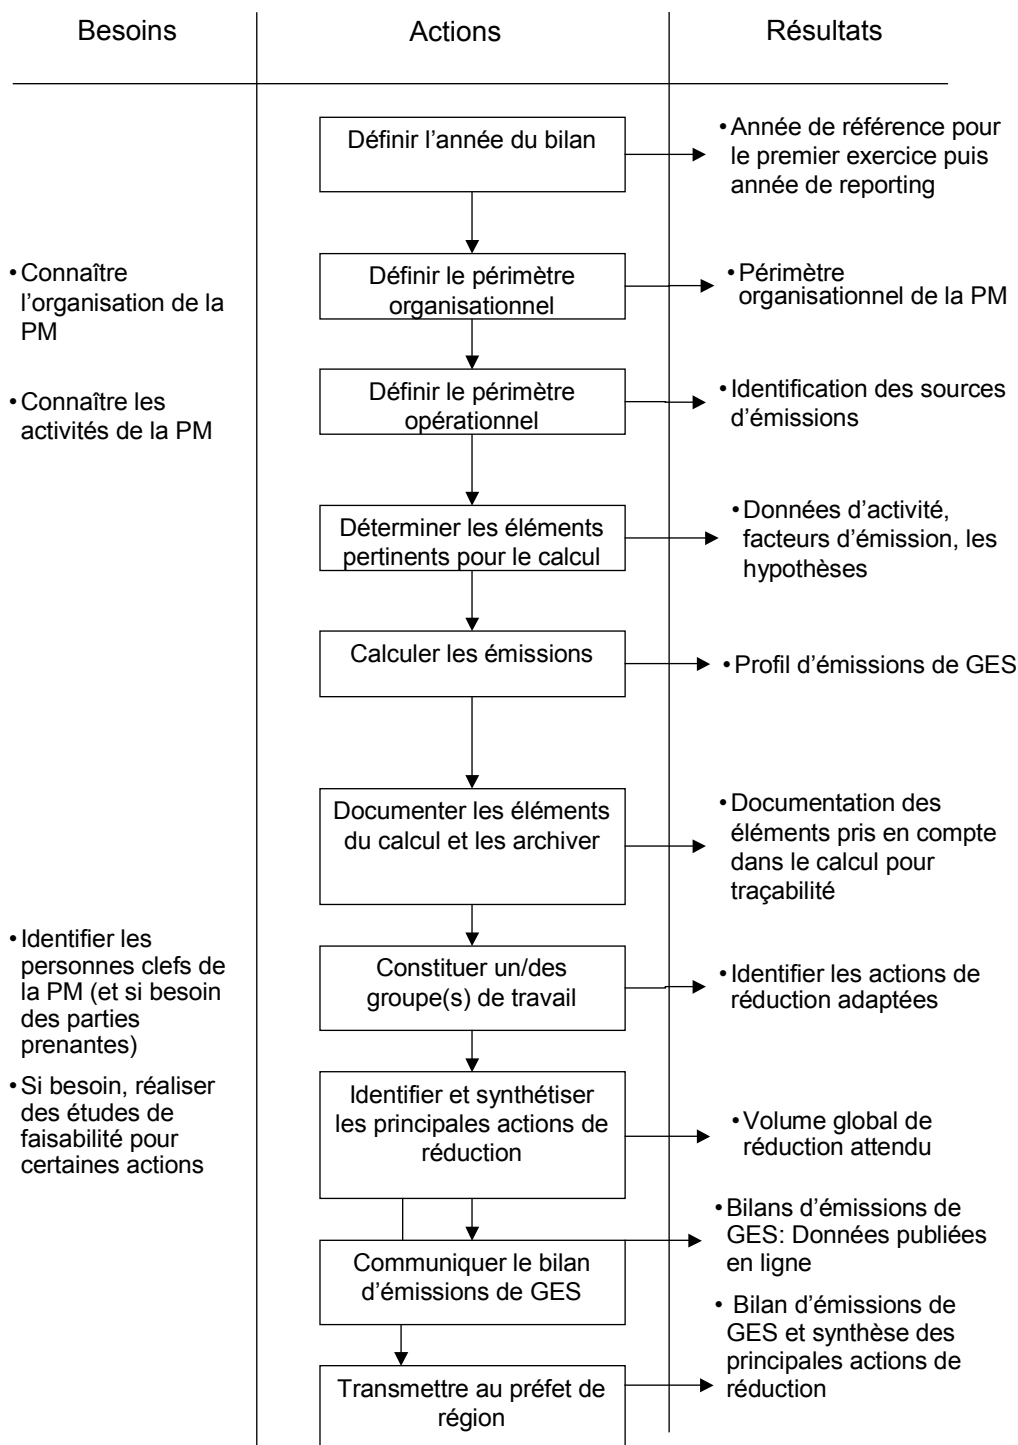 Besoins
Actions
Résultats
Définir l’année du bilan
•Année de référence pour
le premier exercice puis
année de reporting
•Connaître
l’organisation de la
PM
Définir le périmètre
organisationnel
•Périmètre
organisationnel de la PM
•Connaître les
activités de la PM
Définir le périmètre
opérationnel
•Identification des sources
d’émissions
Déterminer les éléments
pertinents pour le calcul
•Données d’activité,
facteurs d’émission, les
hypothèses
Calculer les émissions
•Profil d’émissions de GES
Documenter les éléments
du calcul et les archiver
•Documentation des
éléments pris en compte
dans le calcul pour
traçabilité
•Identifier les
personnes clefs de
la PM (et si besoin
des parties
prenantes)
Constituer un/des
groupe(s) de travail
•Identifier les actions de
réduction adaptées
•Si besoin, réaliser
des études de
faisabilité pour
certaines actions
Identifier et synthétiser
les principales actions de
réduction
•Volume global de
réduction attendu
Communiquer le bilan
d’émissions de GES
•Bilans d’émissions de
GES: Données publiées
en ligne
Transmettre au préfet de
région
• Bilan d’émissions de
GES et synthèse des
principales actions de
réduction